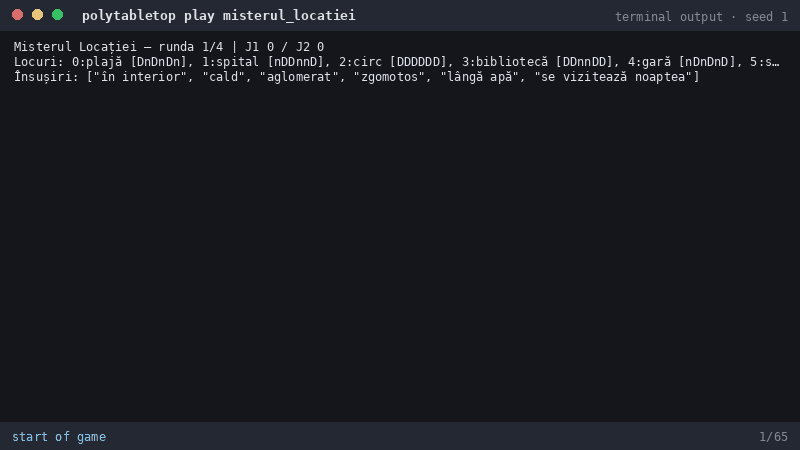 polytabletop play misterul_locatiei
terminal output · seed 1
Misterul Locației — runda 1/4 | J1 0 / J2 0
Locuri: 0:plajă [DnDnDn], 1:spital [nDDnnD], 2:circ [DDDDDD], 3:bibliotecă [DDnnDD], 4:gară [nDnDnD], 5:s…
Însușiri: ["în interior", "cald", "aglomerat", "zgomotos", "lângă apă", "se vizitează noaptea"]
start of game
1/65